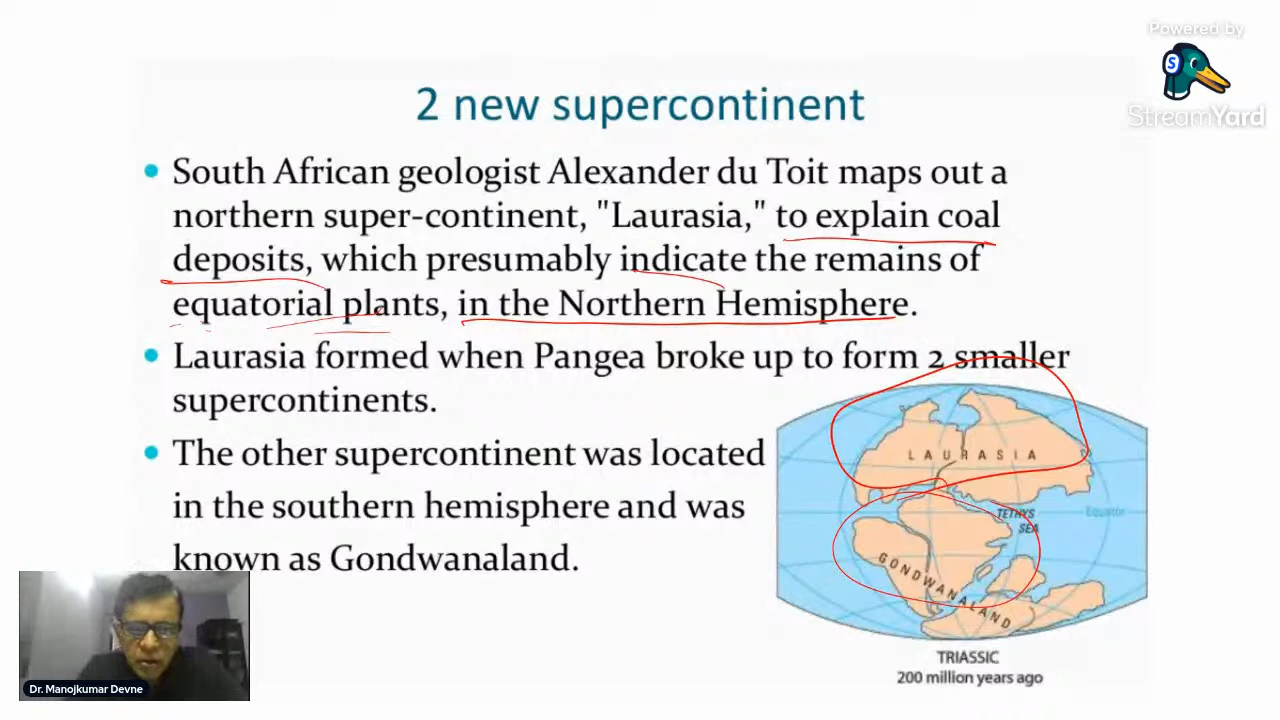 Powered by
StreamYard
2 new supercontinent
• South African geologist Alexander du Toit maps out a
northern super-continent, "Laurasia," to explain coal
deposits, which presumably indicate the remains of
equatorial plants, in the Northern Hemisphere.
• Laurasia formed when Pangea broke up to form 2 smaller
supercontinents.
• The other supercontinent was located
in the southern hemisphere and was
known as Gondwanaland.
LAURASIA
TETHYS
SEA
Equator
GONDWANALAND
TRIASSIC
200 million years ago
Dr. Manojkumar Devne